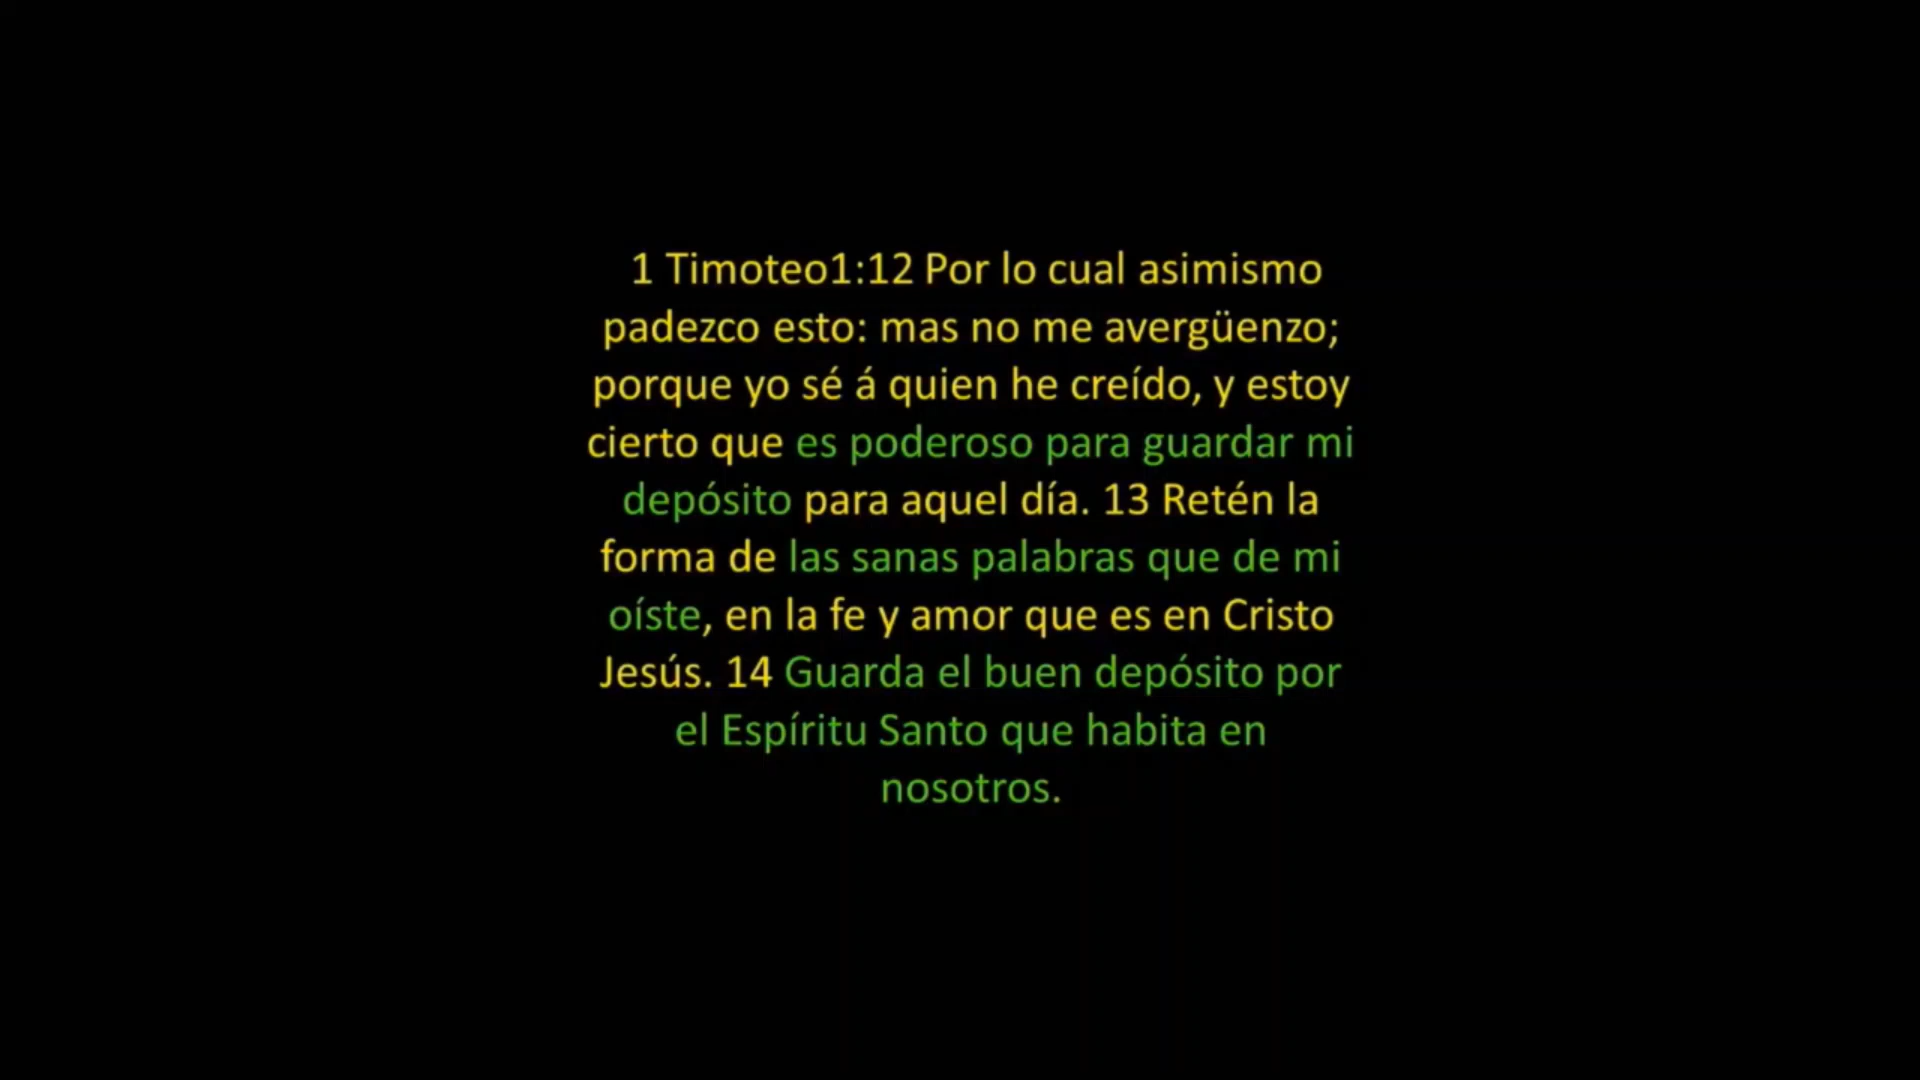 1 Timoteo1:12 Por lo cual asimismo
padezco esto: mas no me avergüenzo;
porque yo sé á quien he creído, y estoy
cierto que es poderoso para guardar mi
depósito para aquel día. 13 Retén la
forma de las sanas palabras que de mi
oíste, en la fe y amor que es en Cristo
Jesús. 14 Guarda el buen depósito por
el Espíritu Santo que habita en
nosotros.